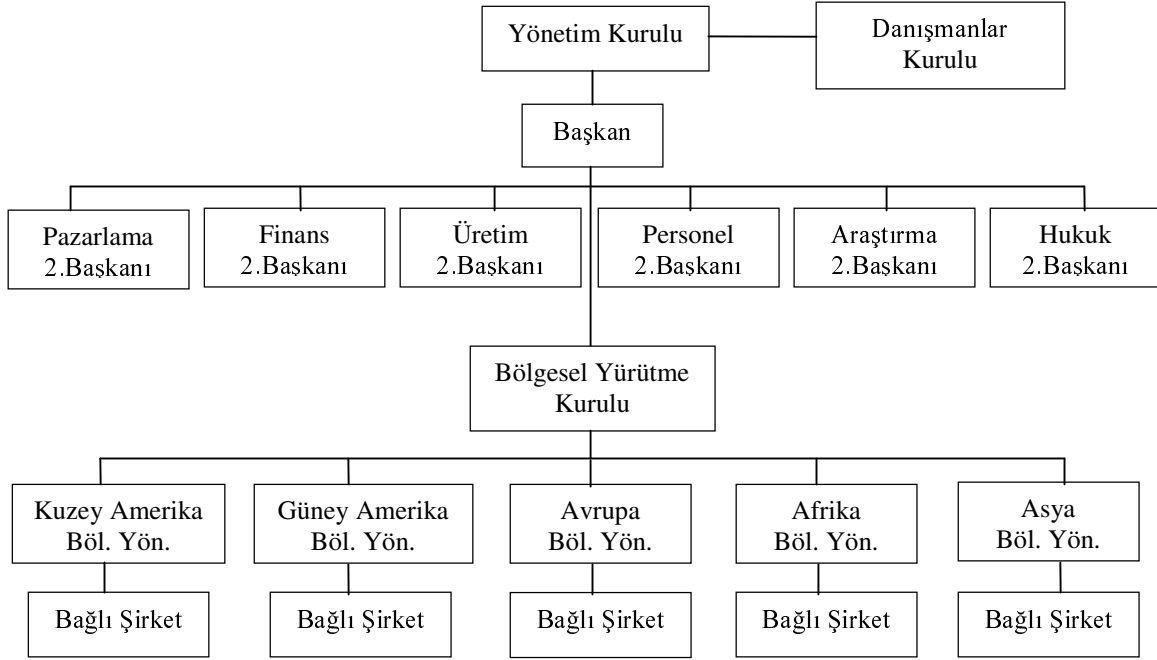 Yönetim Kurulu
Danışmanlar
Kurulu
Başkan
Pazarlama
2.Başkanı
Finans
2.Başkanı
Üretim
2.Başkanı
Personel
2.Başkanı
Araştırma
2.Başkanı
Hukuk
2.Başkanı
Bölgesel Yürütme
Kurulu
Kuzey Amerika
Böl. Yön.
Güney Amerika
Böl. Yön.
Avrupa
Böl. Yön.
Afrika
Böl. Yön.
Asya
Böl. Yön.
Bağlı Şirket
Bağlı Şirket
Bağlı Şirket
Bağlı Şirket
Bağlı Şirket